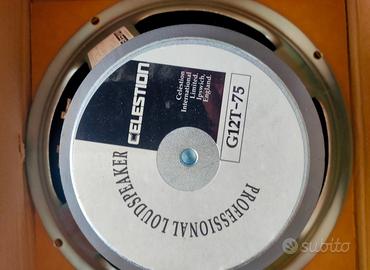 CELESTION
Celestion
International
Limited.
Ipswich,
England.
G12T-75
PROFESSIONAL LOUDSPEAKER
subito